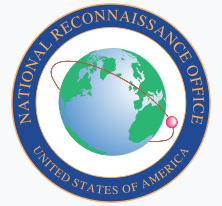 NATIONAL RECONNAISSANCE OFFICE
UNITED STATES OF AMERICA